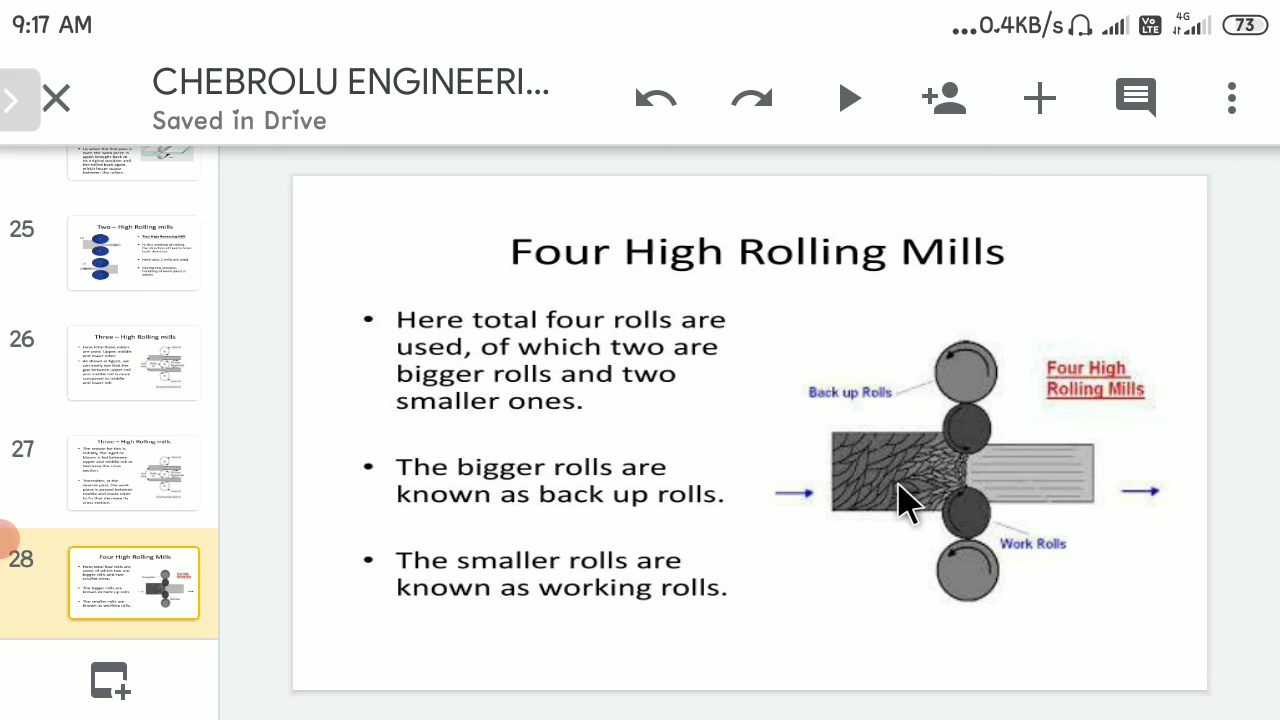 9:17 AM
...0.4KB/s
Vo
LTE
4G
73
CHEBROLU ENGINEERI...
Saved in Drive
25
Two – High Rolling mills
26
Three – High Rolling mills
27
Three – High Rolling mills
28
Four High Rolling Mills
Four High Rolling Mills
• Here total four rolls are
used, of which two are
bigger rolls and two
smaller ones.
• The bigger rolls are
known as back up rolls.
• The smaller rolls are
known as working rolls.
Back up Rolls
Four High
Rolling Mills
Work Rolls